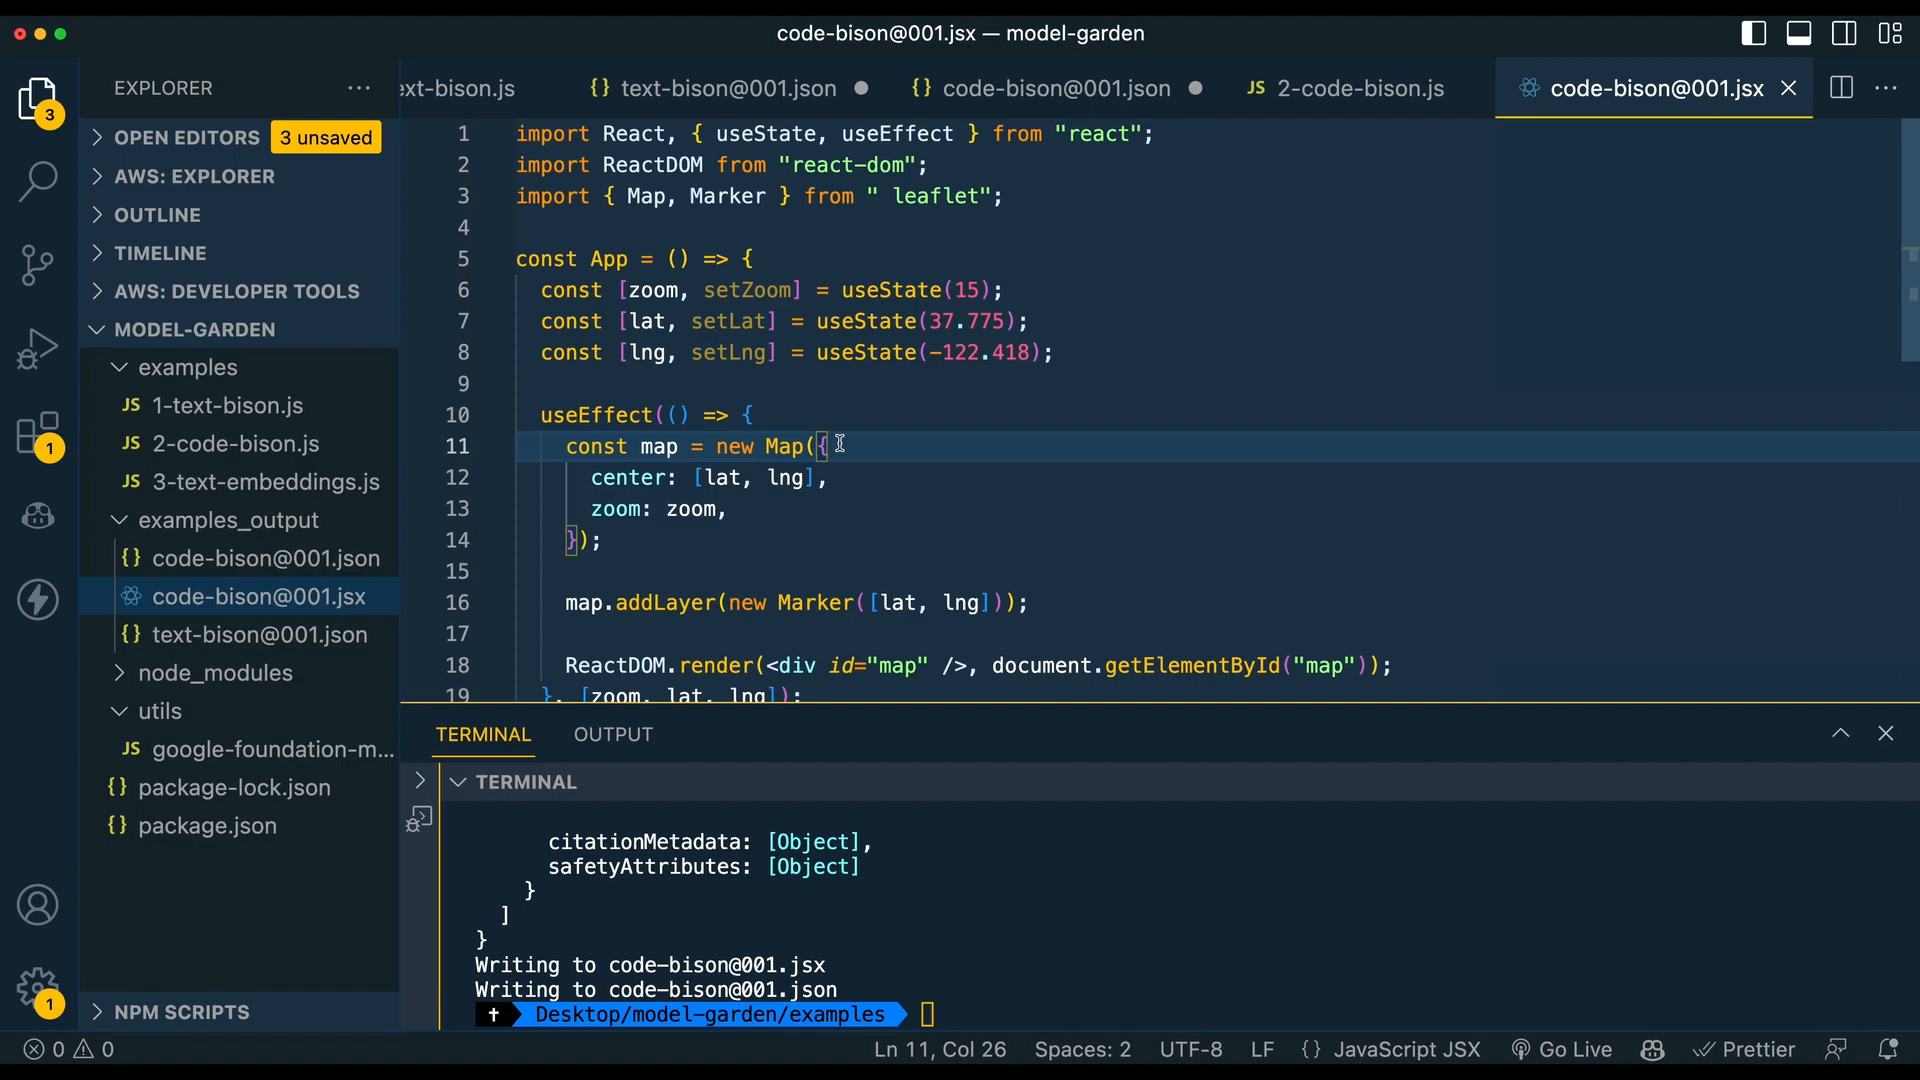 code-bison@001.jsx — model-garden
EXPLORER
3
OPEN EDITORS 3 unsaved
AWS: EXPLORER
OUTLINE
TIMELINE
AWS: DEVELOPER TOOLS
MODEL-GARDEN
examples
JS 1-text-bison.js
JS 2-code-bison.js
JS 3-text-embeddings.js
examples_output
{} code-bison@001.json
code-bison@001.jsx
{} text-bison@001.json
node_modules
utils
JS google-foundation-m...
{} package-lock.json
{} package.json
NPM SCRIPTS
1
1
ext-bison.js {} text-bison@001.json {} code-bison@001.json JS 2-code-bison.js code-bison@001.jsx
1 import React, { useState, useEffect } from "react";
2 import ReactDOM from "react-dom";
3 import { Map, Marker } from " leaflet";
4
5 const App = () => {
6 const [zoom, setZoom] = useState(15);
7 const [lat, setLat] = useState(37.775);
8 const [lng, setLng] = useState(-122.418);
9
10 useEffect(() => {
11 const map = new Map({
12 center: [lat, lng],
13 zoom: zoom,
14 });
15
16 map.addLayer(new Marker([lat, lng]));
17
18 ReactDOM.render(<div id="map" />, document.getElementById("map"));
19 }, [zoom, lat, lng]);
TERMINAL OUTPUT
TERMINAL
citationMetadata: [Object],
safetyAttributes: [Object]
}
]
}
Writing to code-bison@001.jsx
Writing to code-bison@001.json
Desktop/model-garden/examples
0 0 Ln 11, Col 26 Spaces: 2 UTF-8 LF {} JavaScript JSX Go Live Prettier